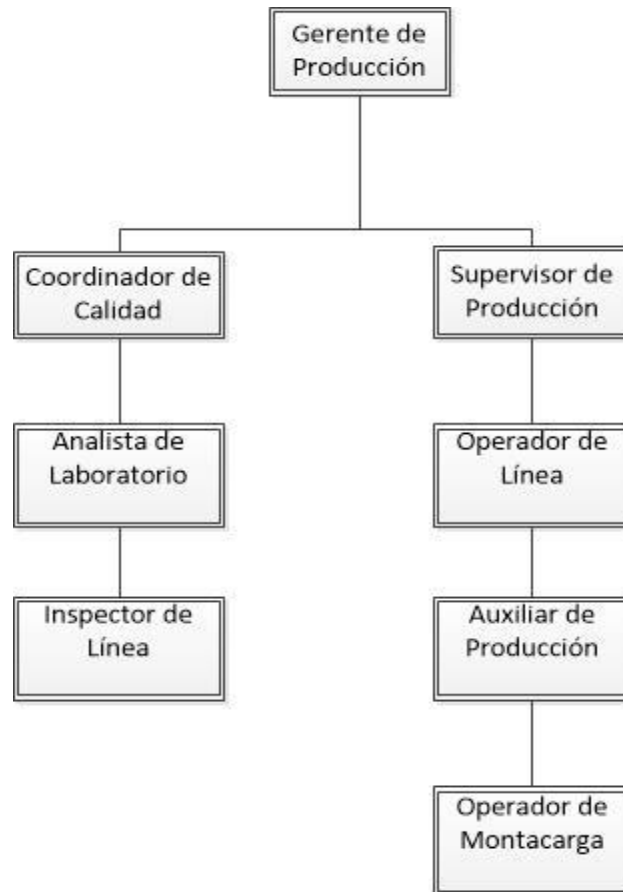 Gerente de
Producción
Coordinador de
Calidad
Supervisor de
Producción
Analista de
Laboratorio
Operador de
Línea
Inspector de
Línea
Auxiliar de
Producción
Operador de
Montacarga